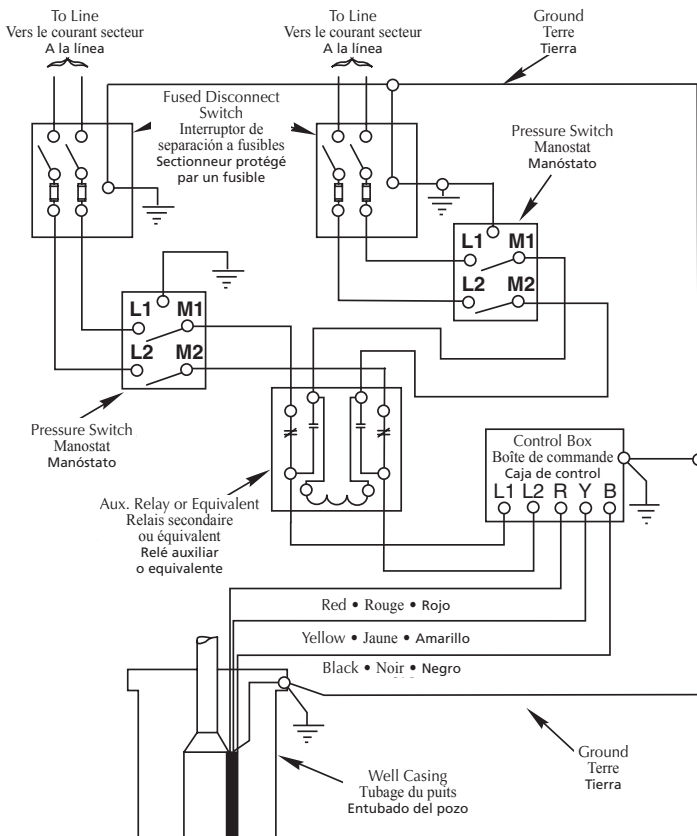 To Line
Vers le courant secteur
A la línea
To Line
Vers le courant secteur
A la línea
Ground
Terre
Tierra
Fused Disconnect
Switch
Interruptor de
separación a fusibles
Sectionneur protégé
par un fusible
Pressure Switch
Manostat
Manóstato
L1 M1
L2 M2
L1 M1
L2 M2
Pressure Switch
Manostat
Manóstato
Aux. Relay or Equivalent
Relais secondaire
ou équivalent
Relé auxiliar
o equivalente
Control Box
Boîte de commande
Caja de control
L1 L2 R Y B
Red • Rouge • Rojo
Yellow • Jaune • Amarillo
Black • Noir • Negro
Well Casing
Tubage du puits
Entubado del pozo
Ground
Terre
Tierra